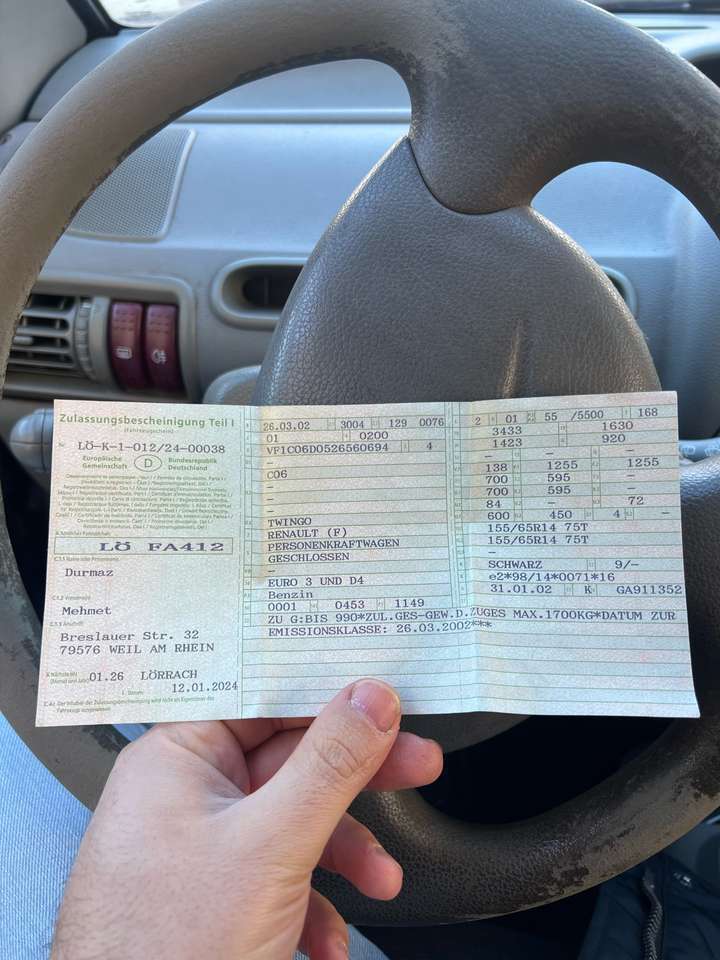 Zulassungsbescheinigung Teil I
(Fahrzeugschein)
Nr. LÖ-K-1-012/24-00038
Europäische Gemeinschaft
D
Bundesrepublik Deutschland
LÖ FA412
Durmaz
Mehmet
Breslauer Str. 32
79576 WEIL AM RHEIN
01.26 LÖRRACH
12.01.2024
26.03.02 3004 129 0076
01 0200
VF1C06D0526560694 4
–
C06
–
–
–
TWINGO
RENAULT (F)
PERSONENKRAFTWAGEN
GESCHLOSSEN
–
EURO 3 UND D4
Benzin
0001 0453 1149
2 01 55 /5500 168
3433 1630
1423 920
– – –
138 1255 1255
700 595 –
700 595 –
84 – 72
600 450 4 –
155/65R14 75T
155/65R14 75T
–
SCHWARZ 9/–
e2*98/14*0071*16
31.01.02 K GA911352
ZU G:BIS 990*ZUL.GES-GEW.D.ZUGES MAX.1700KG*DATUM ZUR
EMISSIONSKLASSE: 26.03.2002***